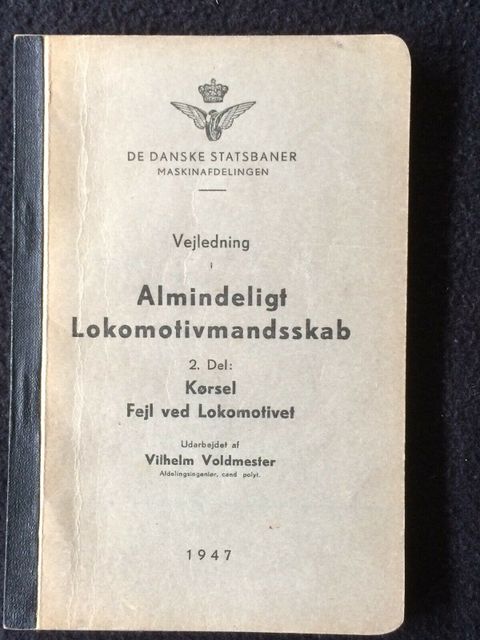 DE DANSKE STATSBANER
MASKINAFDELINGEN
Vejledning
i
Almindeligt
Lokomotivmandsskab
2. Del:
Kørsel
Fejl ved Lokomotivet
Udarbejdet af
Vilhelm Voldmester
Afdelingsingeniør, cand polyt.
1947